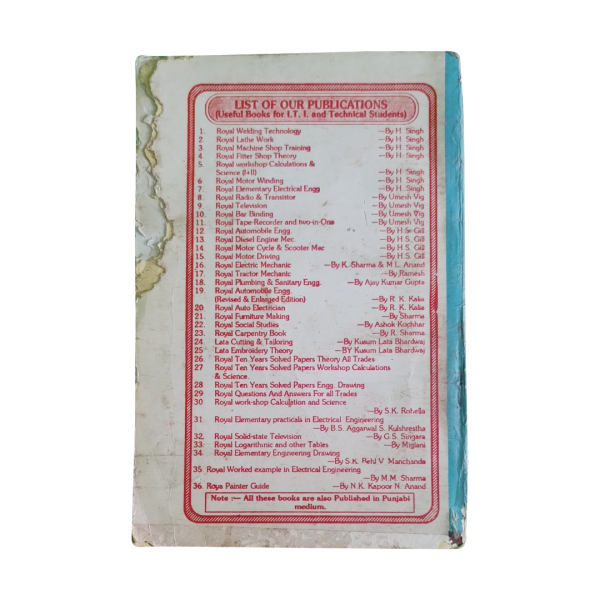 LIST OF OUR PUBLICATIONS
(Useful Books for I.T. I. and Technical Students)
1. Royal Welding Technology —By H. Singh
2. Royal Lathe Work —By H. Singh
3. Royal Machine Shop Training —By H. Singh
4. Royal Fitter Shop Theory —By H. Singh
5. Royal workshop Calculations &
Science (I+II) —By H. Singh
6. Royal Motor Winding —By H. Singh
7. Royal Elementary Electrical Engg —By H. Singh
8. Royal Radio & Transistor —By Umesh Vig
9. Royal Television —By Umesh Vig
10. Royal Bar Binding —By Umesh Vig
11. Royal Tape-Recorder and two-in-One —By Umesh Vig
12. Royal Automobile Engg. —By H.S. Gill
13. Royal Diesel Engine Mec —By H.S. Gill
14. Royal Motor Cycle & Scooter Mec —By H.S. Gill
15. Royal Motor Driving —By H.S. Gill
16. Royal Electric Mechanic —By K. Sharma & M.L. Anand
17. Royal Tractor Mechanic —By Ramesh
18. Royal Plumbing & Sanitary Engg. —By Ajay Kumar Gupta
19. Royal Automobile Engg.
(Revised & Enlarged Edition) —By R. K. Kalia
20 Royal Auto Electrician —By R. K. Kalia
21. Royal Furniture Making —By Sharma
22. Royal Social Studies —By Ashok Kochhar
23. Royal Carpentry Book —By R. Sharma
24. Lata Cutting & Tailoring —By Kusum Lata Bhardwaj
25. Lata Embroidery Theory —BY Kusum Lata Bhardwaj
26. Royal Ten Years Solved Papers Theory All Trades
27 Royal Ten Years Solved Papers Workshop Calculations
& Science.
28 Royal Ten Years Solved Papers Engg. Drawing
29 Royal Questions And Answers For all Trades
30 Royal work-shop Calculation and Science
—By S.K.
31. Royal Elementary practicals in Electrical Engineering
—By B.S. Aggarwal S. Kulshrestha
32. Royal Solid-state Television —By G.S. Singara
33. Royal Logarithmic and other Tables —By Miglani
34 Royal Elementary Engineering Drawing
—By S.K. V. Manchanda
35 Royal Worked example in Electrical Engineering
—By M.M. Sharma
36. Roya Painter Guide —By N.K. Kapoor N. Anand
Note :— All these books are also Published in Punjabi
medium.